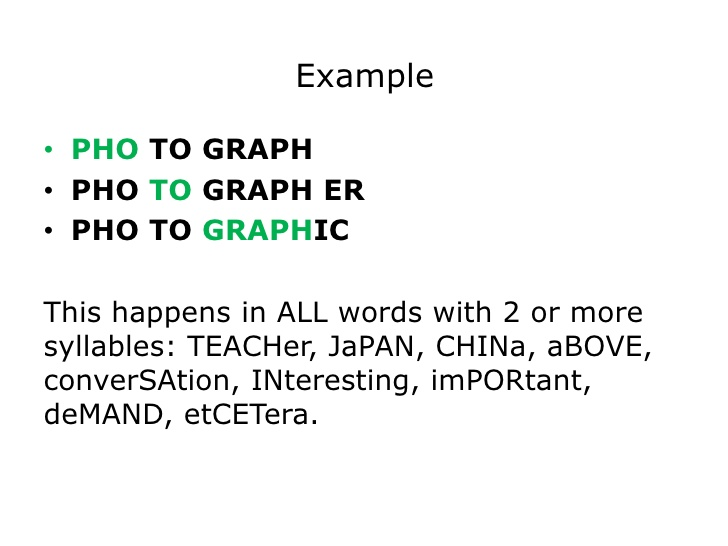 Example
• PHO TO GRAPH
• PHO TO GRAPH ER
• PHO TO GRAPHIC
This happens in ALL words with 2 or more
syllables: TEACHer, JaPAN, CHINa, aBOVE,
converSAtion, INteresting, imPORtant,
deMAND, etCETera.